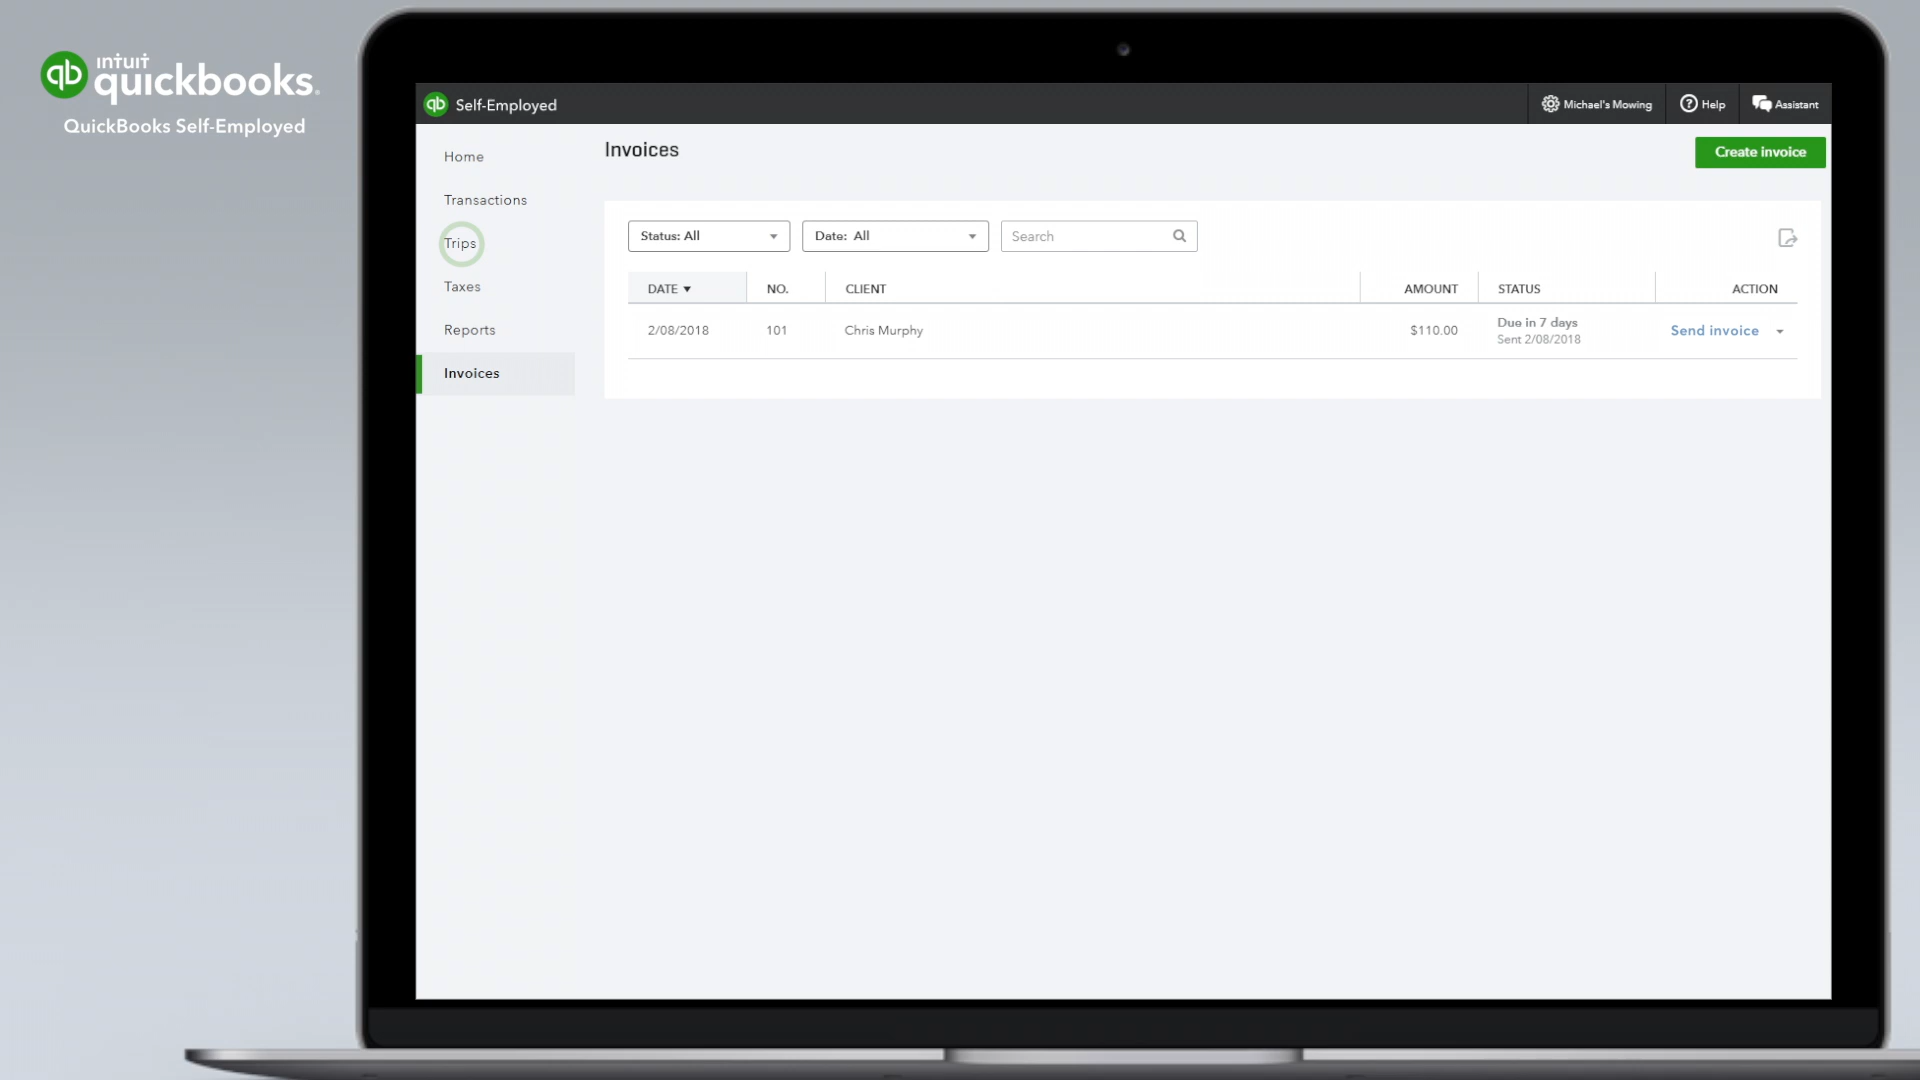 ıntuıt
quickbooks.
QuickBooks Self-Employed
qb Self-Employed
Michael's Mowing
Help
Assistant
Home
Transactions
Trips
Taxes
Reports
Invoices
Invoices
Create invoice
Status: All
Date: All
Search
DATE ▼ NO. CLIENT AMOUNT STATUS ACTION
2/08/2018 101 Chris Murphy $110.00 Due in 7 days Send invoice
Sent 2/08/2018